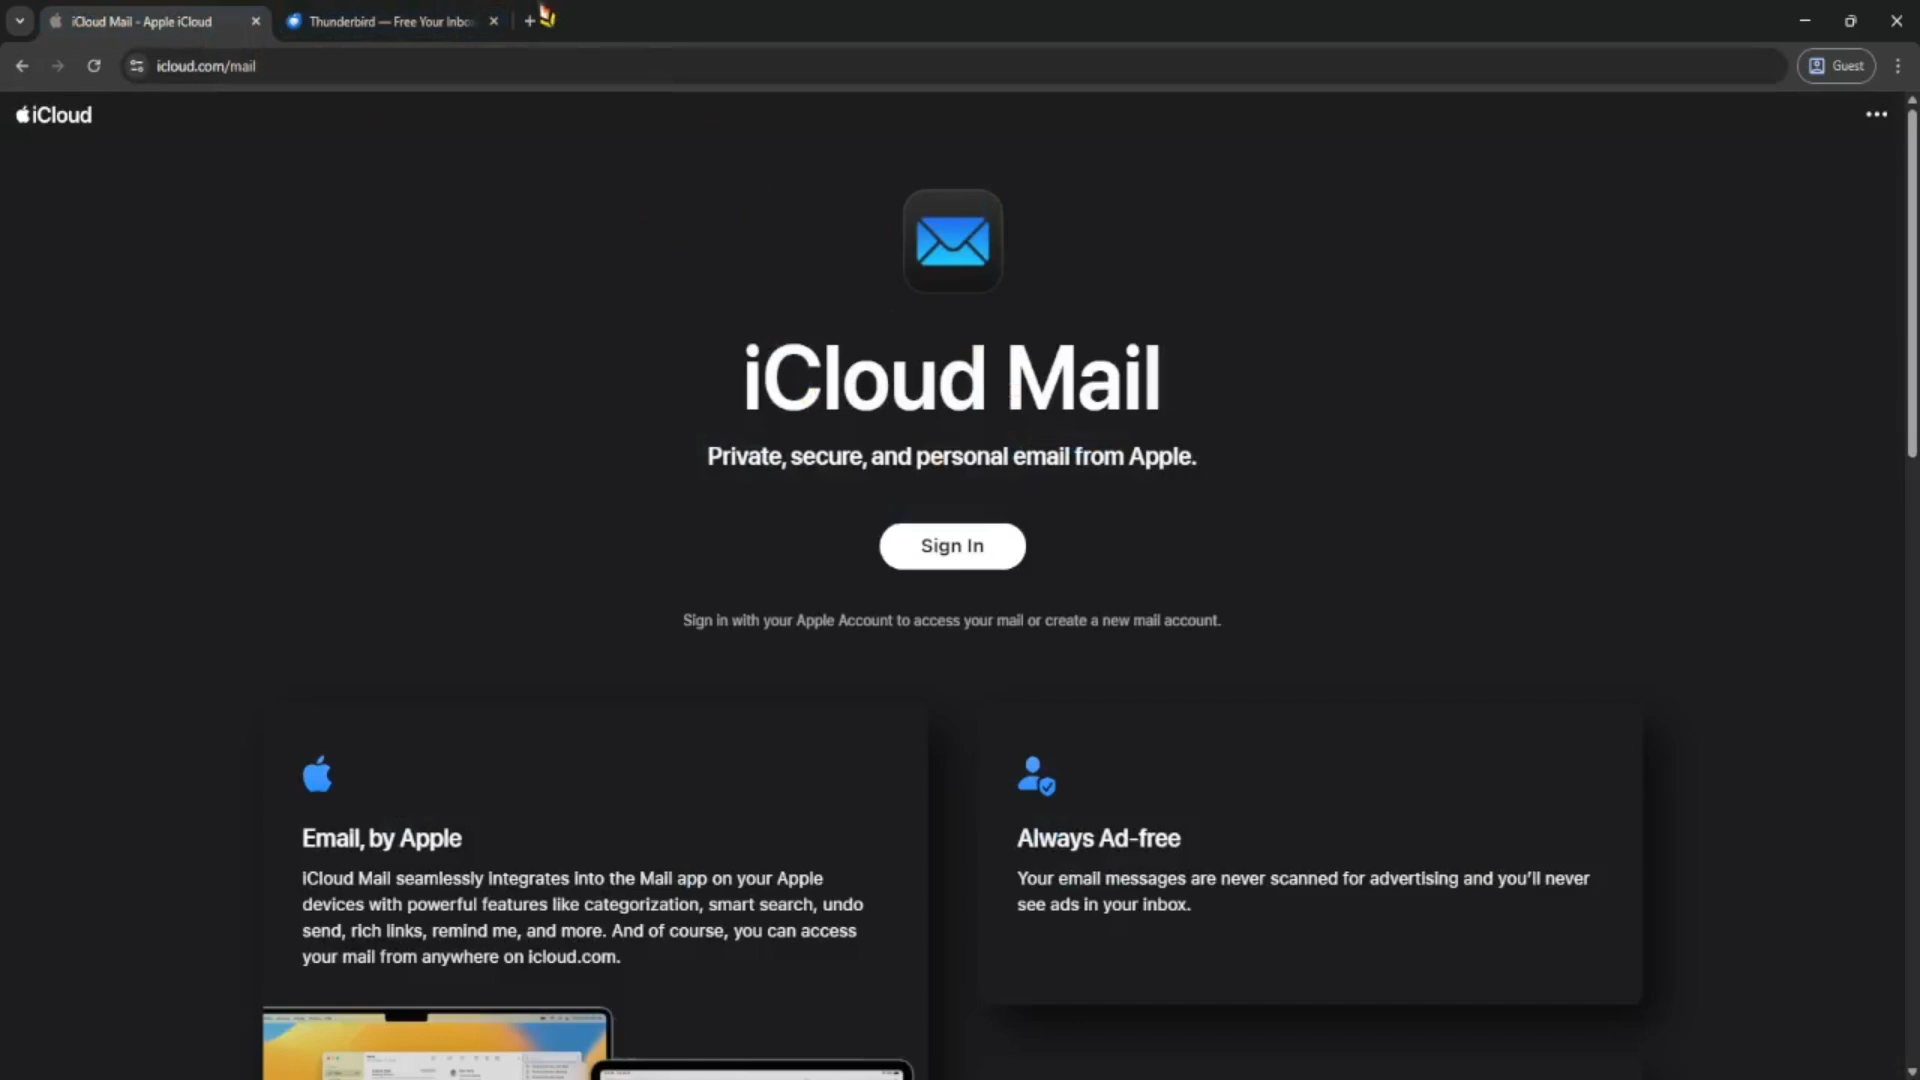 iCloud Mail - Apple iCloud
Thunderbird — Free Your Inbo
icloud.com/mail
Guest
iCloud
iCloud Mail
Private, secure, and personal email from Apple.
Sign In
Sign in with your Apple Account to access your mail or create a new mail account.
Email, by Apple
iCloud Mail seamlessly integrates into the Mail app on your Apple
devices with powerful features like categorization, smart search, undo
send, rich links, remind me, and more. And of course, you can access
your mail from anywhere on icloud.com.
Always Ad-free
Your email messages are never scanned for advertising and you'll never
see ads in your inbox.